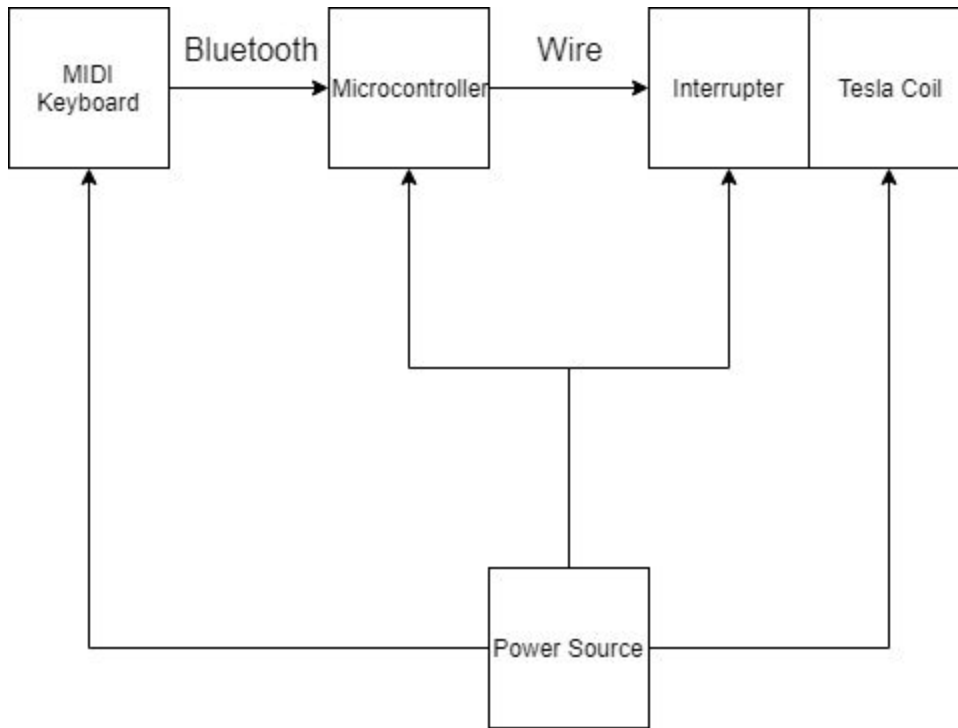 MIDI
Keyboard
Bluetooth
Microcontroller
Wire
Interrupter
Tesla Coil
Power Source